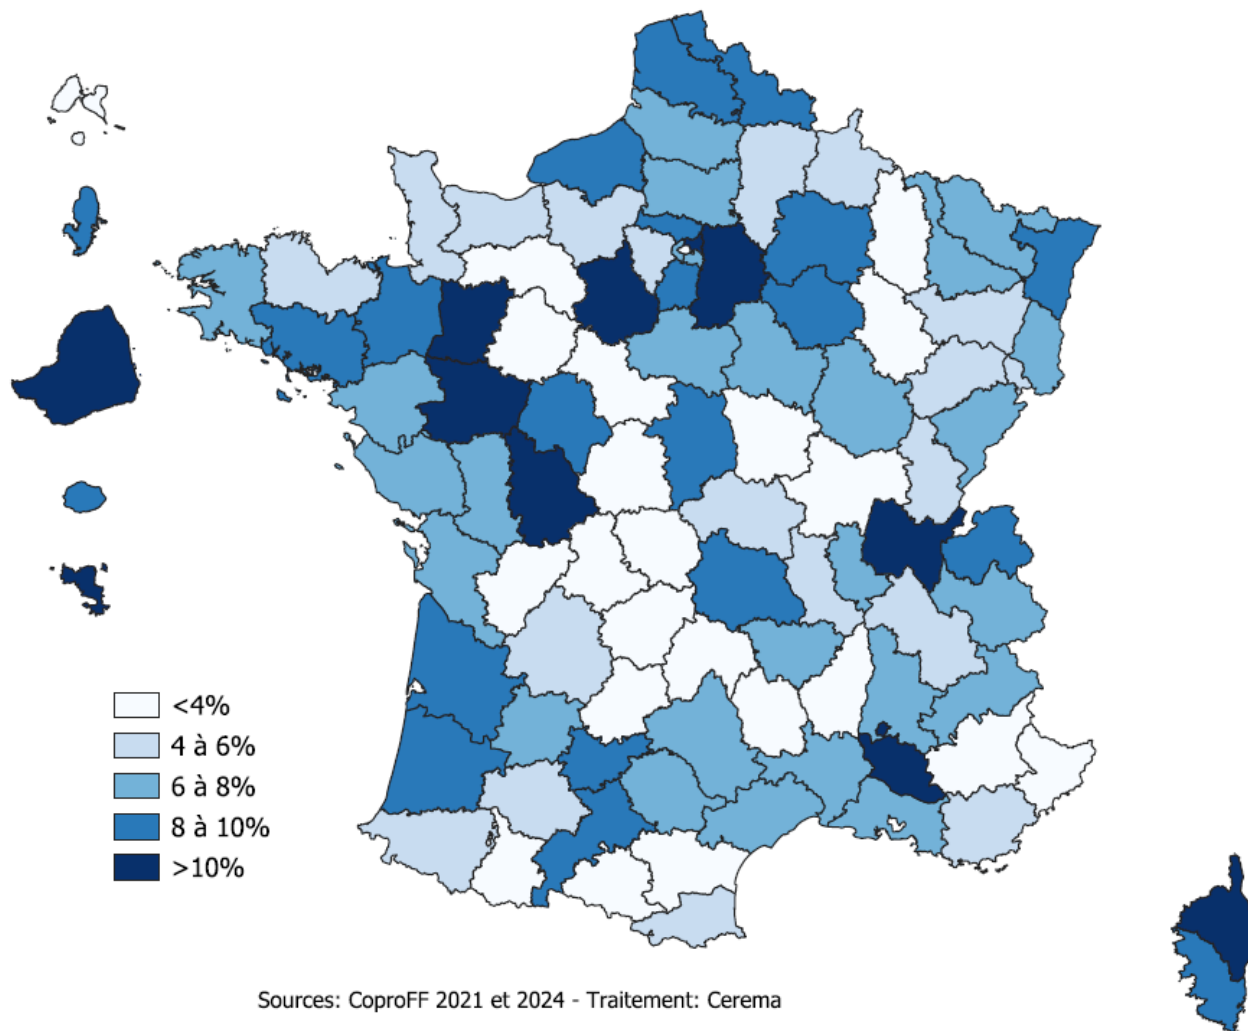 <4%
4 à 6%
6 à 8%
8 à 10%
>10%
Sources: CoproFF 2021 et 2024 - Traitement: Cerema